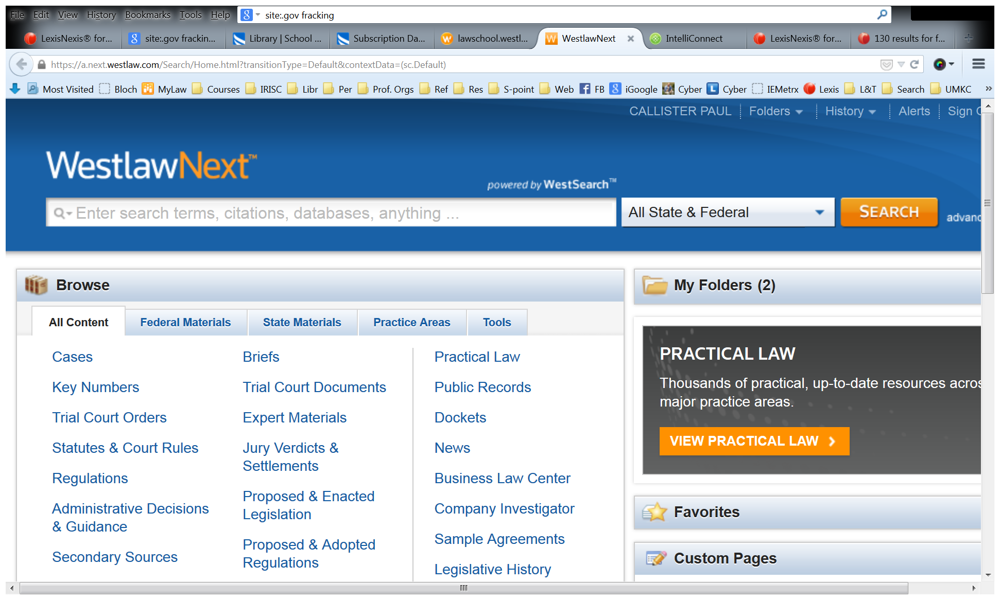 File Edit View History Bookmarks Tools Help site:.gov fracking
LexisNexis® for... site:.gov frackin... Library | School ... Subscription Da... lawschool.westl... WestlawNext IntelliConnect LexisNexis® for... 130 results for f...
https://a.next.westlaw.com/Search/Home.html?transitionType=Default&contextData=(sc.Default)
Most Visited Bloch MyLaw Courses IRISC Libr Per Prof. Orgs Ref Res S-point Web FB iGoogle Cyber Cyber IEMetrx Lexis L&T Search UMKC »
CALLISTER PAUL Folders History Alerts Sign
WestlawNext™
powered by WestSearch™
Enter search terms, citations, databases, anything ... All State & Federal SEARCH advanc
Browse
All Content Federal Materials State Materials Practice Areas Tools
Cases
Key Numbers
Trial Court Orders
Statutes & Court Rules
Regulations
Administrative Decisions
& Guidance
Secondary Sources
Briefs
Trial Court Documents
Expert Materials
Jury Verdicts &
Settlements
Proposed & Enacted
Legislation
Proposed & Adopted
Regulations
Practical Law
Public Records
Dockets
News
Business Law Center
Company Investigator
Sample Agreements
Legislative History
My Folders (2)
PRACTICAL LAW
Thousands of practical, up-to-date resources acros
major practice areas.
VIEW PRACTICAL LAW
Favorites
Custom Pages